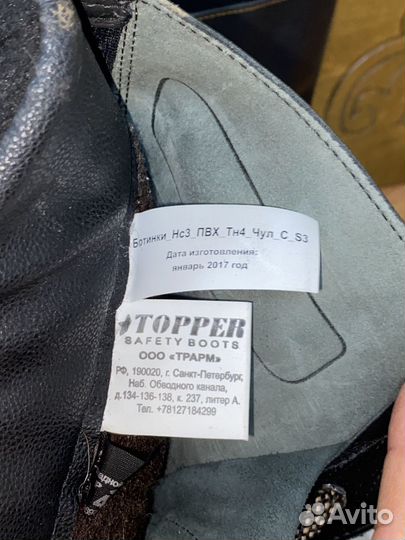 Ботинки_Нс3_ПВХ_Тн4_Чул_С_S3
Дата изготовления:
январь 2017 год
TOPPER
SAFETY BOOTS
ООО «ТРАРМ»
РФ, 190020, г. Санкт-Петербург,
Наб. Обводного канала,
д.134-136-138, к. 237, литер А.
Тел. +78127184299
Avito